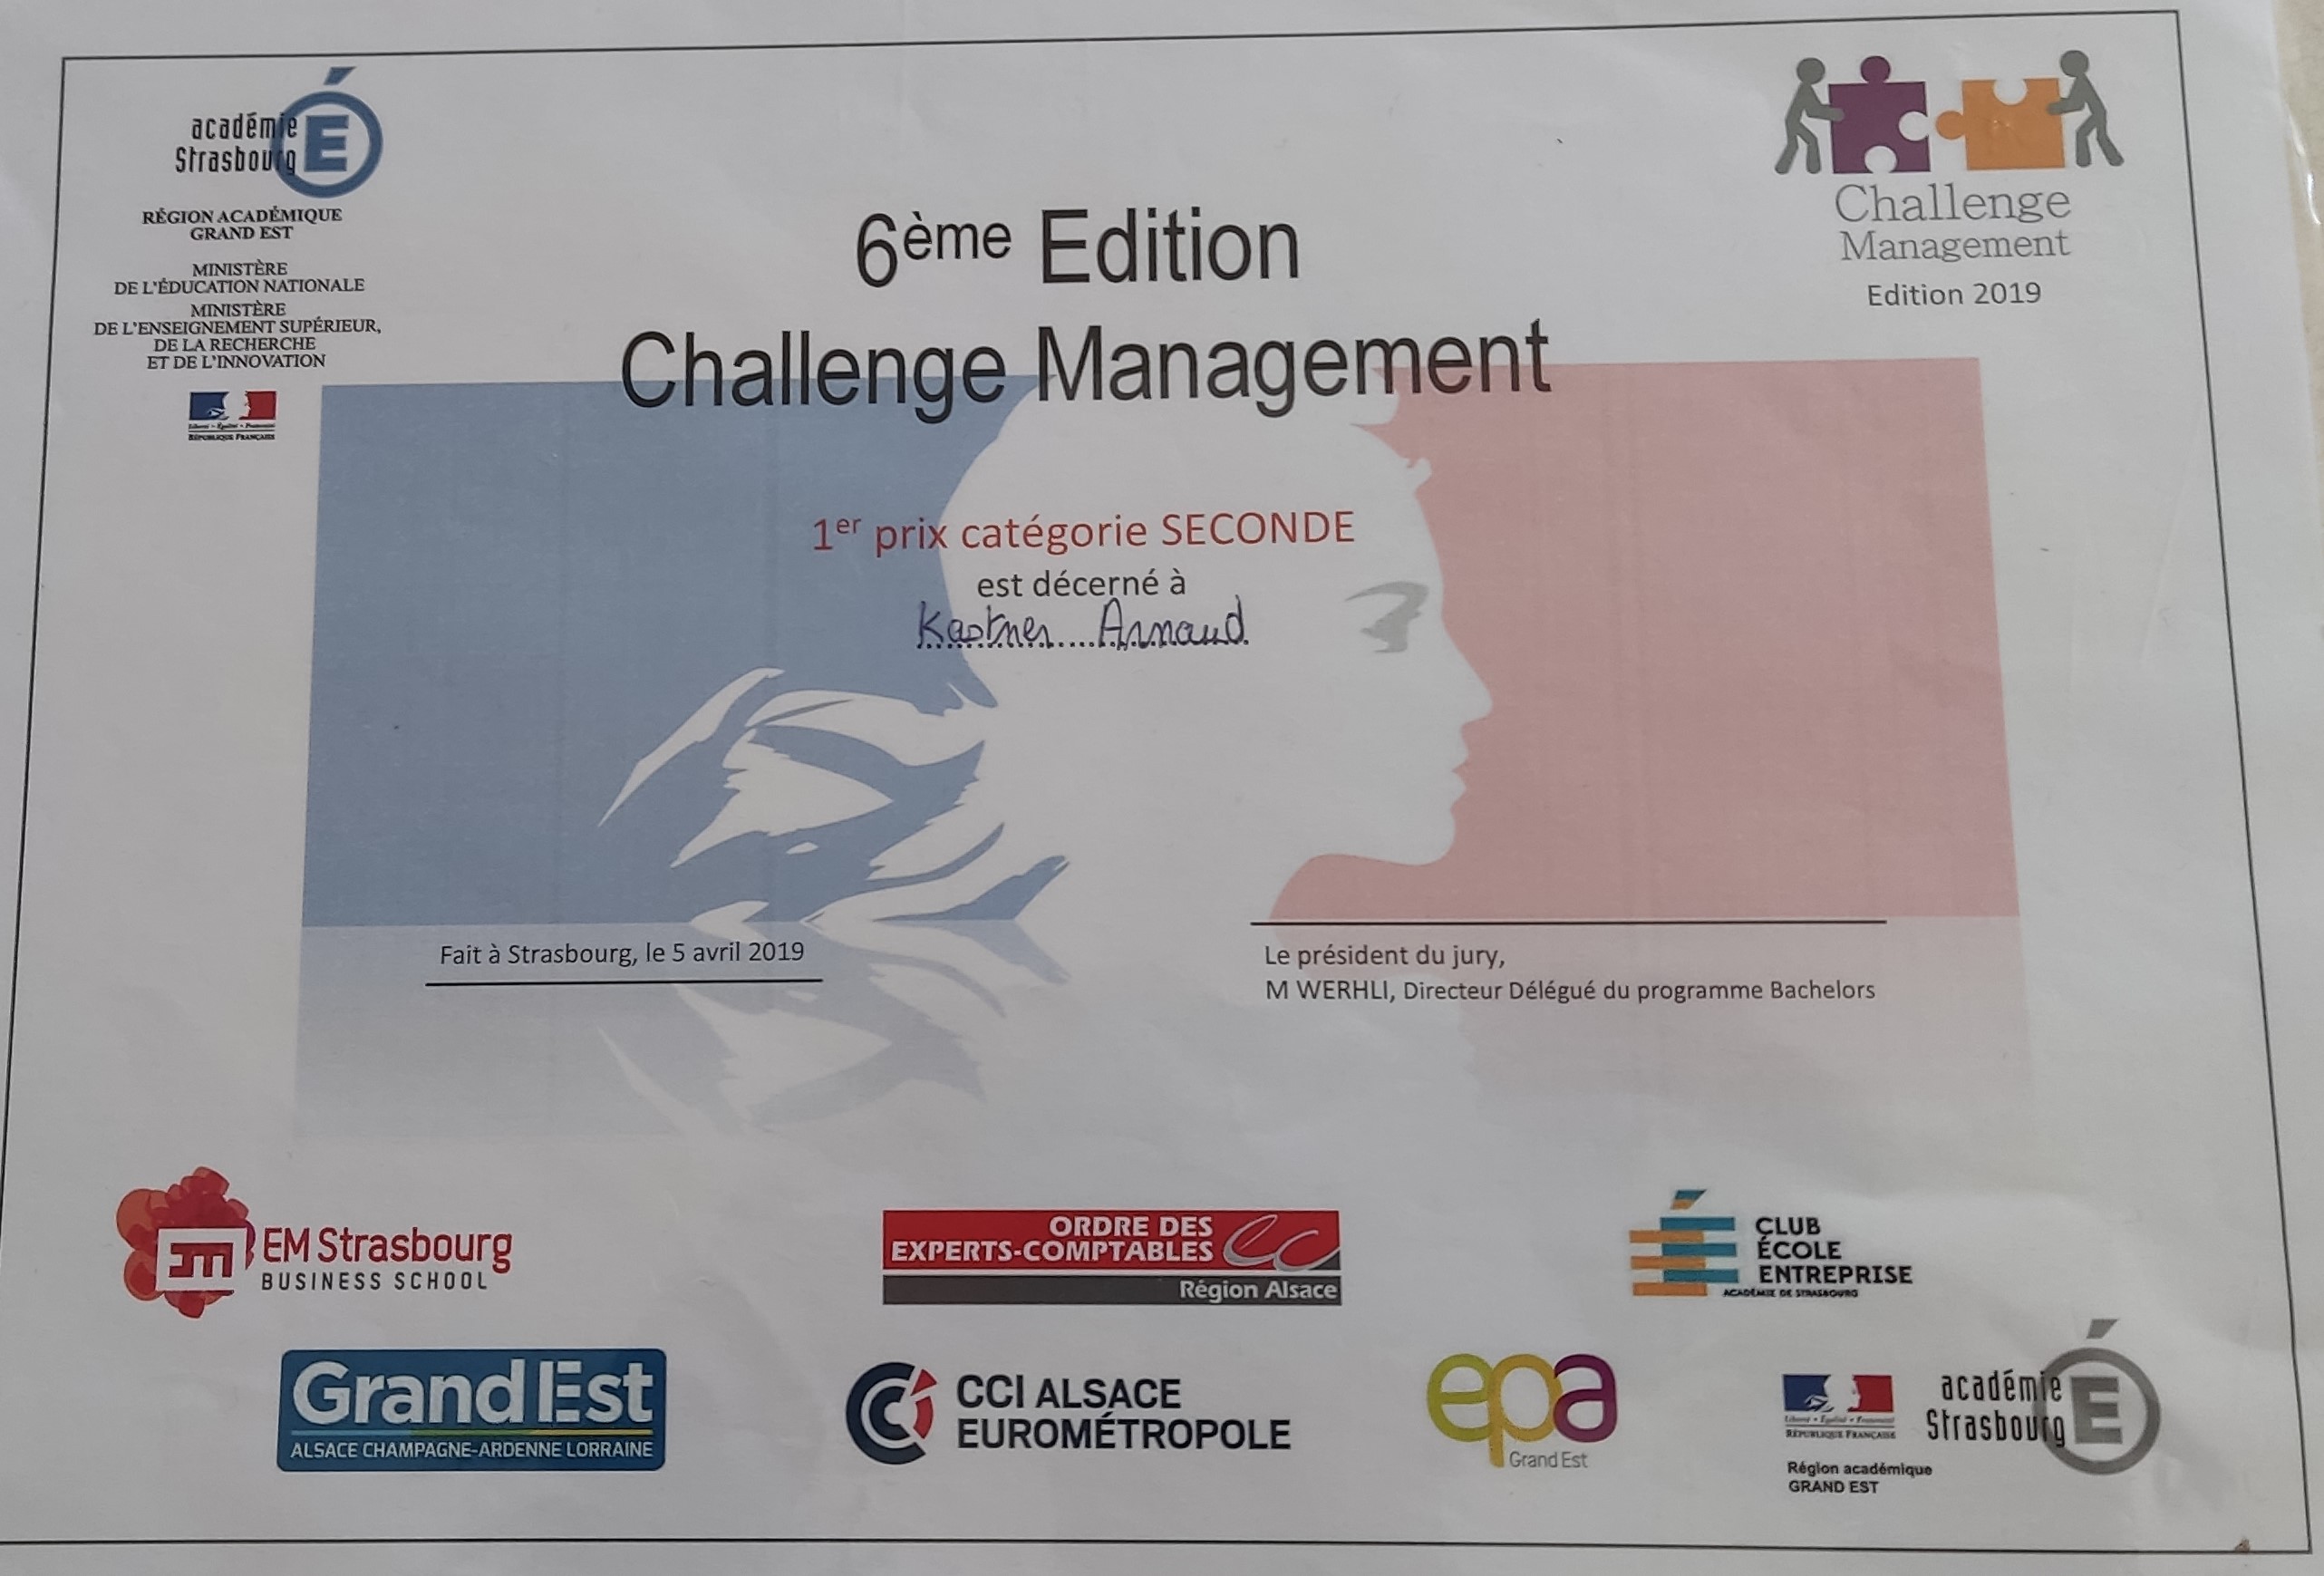 académie
Strasbourg
RÉGION ACADÉMIQUE
GRAND EST
MINISTÈRE
DE L'ÉDUCATION NATIONALE
MINISTÈRE
DE L'ENSEIGNEMENT SUPÉRIEUR,
DE LA RECHERCHE
ET DE L'INNOVATION
Liberté • Égalité • Fraternité
RÉPUBLIQUE FRANÇAISE
Challenge
Management
Edition 2019
6ème Edition
Challenge Management
1er prix catégorie SECONDE
est décerné à
Kastner Arnaud
Fait à Strasbourg, le 5 avril 2019
Le président du jury,
M WERHLI, Directeur Délégué du programme Bachelors
em EM Strasbourg
BUSINESS SCHOOL
ORDRE DES
EXPERTS-COMPTABLES
Région Alsace
CLUB
ÉCOLE
ENTREPRISE
ACADÉMIE DE STRASBOURG
Grand Est
ALSACE CHAMPAGNE-ARDENNE LORRAINE
CCI ALSACE
EUROMÉTROPOLE
epa
Grand Est
Liberté • Égalité • Fraternité
RÉPUBLIQUE FRANÇAISE
Région académique
GRAND EST
académie
Strasbourg